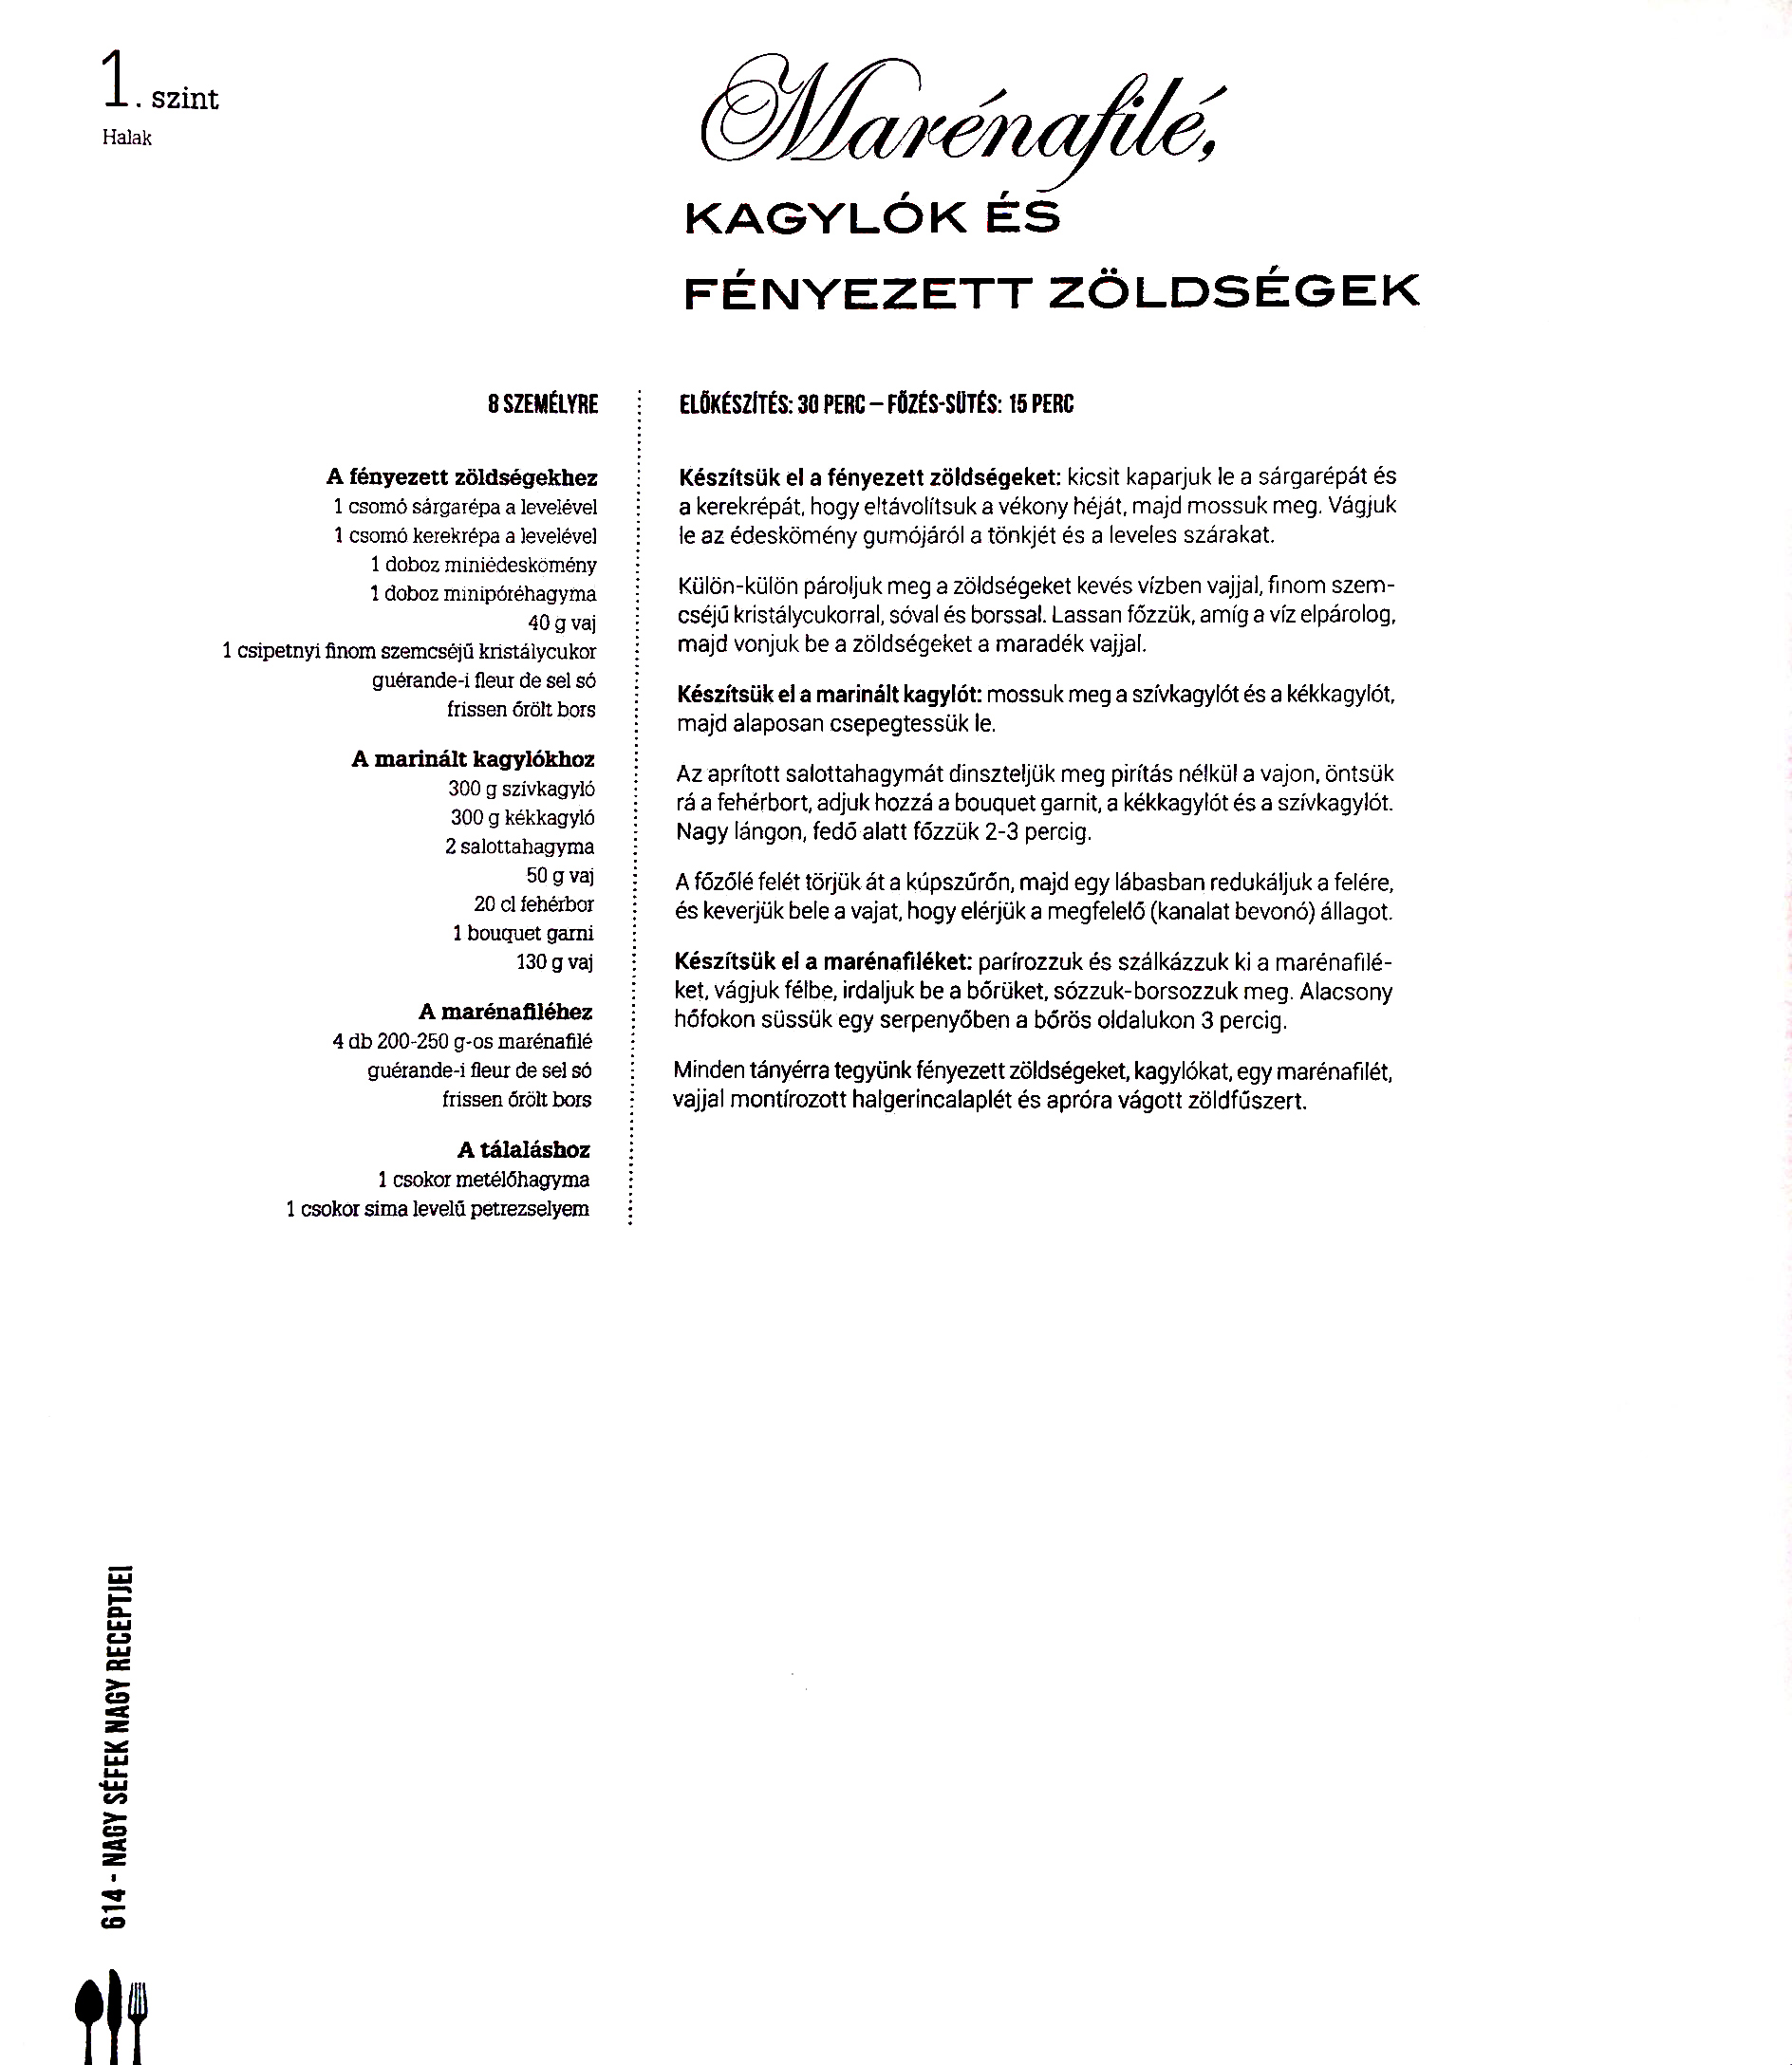 1. szint
Halak
Marénafilé,
KAGYLÓK ÉS
FÉNYEZETT ZÖLDSÉGEK
8 SZEMÉLYRE
A fényezett zöldségekhez
1 csomó sárgarépa a levelével
1 csomó kerekrépa a levelével
1 doboz miniédeskömény
1 doboz minipóréhagyma
40 g vaj
1 csipetnyi finom szemcséjű kristálycukor
guérande-i fleur de sel só
frissen őrölt bors
A marinált kagylókhoz
300 g szívkagyló
300 g kékkagyló
2 salottahagyma
50 g vaj
20 cl fehérbor
1 bouquet garni
130 g vaj
A marénafiléhez
4 db 200-250 g-os marénafilé
guérande-i fleur de sel só
frissen őrölt bors
A tálaláshoz
1 csokor metélőhagyma
1 csokor sima levelű petrezselyem
ELŐKÉSZÍTÉS: 30 PERC – FŐZÉS-SÜTÉS: 15 PERC
Készítsük el a fényezett zöldségeket: kicsit kaparjuk le a sárgarépát és
a kerekrépát, hogy eltávolítsuk a vékony héját, majd mossuk meg. Vágjuk
le az édeskömény gumójáról a tönkjét és a leveles szárakat.
Külön-külön pároljuk meg a zöldségeket kevés vízben vajjal, finom szem-
cséjű kristálycukorral, sóval és borssal. Lassan főzzük, amíg a víz elpárolog,
majd vonjuk be a zöldségeket a maradék vajjal.
Készítsük el a marinált kagylót: mossuk meg a szívkagylót és a kékkagylót,
majd alaposan csepegtessük le.
Az aprított salottahagymát dinszteljük meg pirítás nélkül a vajon, öntsük
rá a fehérbort, adjuk hozzá a bouquet garnit, a kékkagylót és a szívkagylót.
Nagy lángon, fedő alatt főzzük 2-3 percig.
A főzőlé felét törjük át a kúpszűrőn, majd egy lábasban redukáljuk a felére,
és keverjük bele a vajat, hogy elérjük a megfelelő (kanalat bevonó) állagot.
Készítsük el a marénafiléket: parírozzuk és szálkázzuk ki a marénafilé-
ket, vágjuk félbe, irdaljuk be a bőrüket, sózzuk-borsozzuk meg. Alacsony
hőfokon süssük egy serpenyőben a bőrös oldalukon 3 percig.
Minden tányérra tegyünk fényezett zöldségeket, kagylókat, egy marénafilét,
vajjal montírozott halgerincalaplét és apróra vágott zöldfűszert.
614 - NAGY SÉFEK NAGY RECEPTJEI